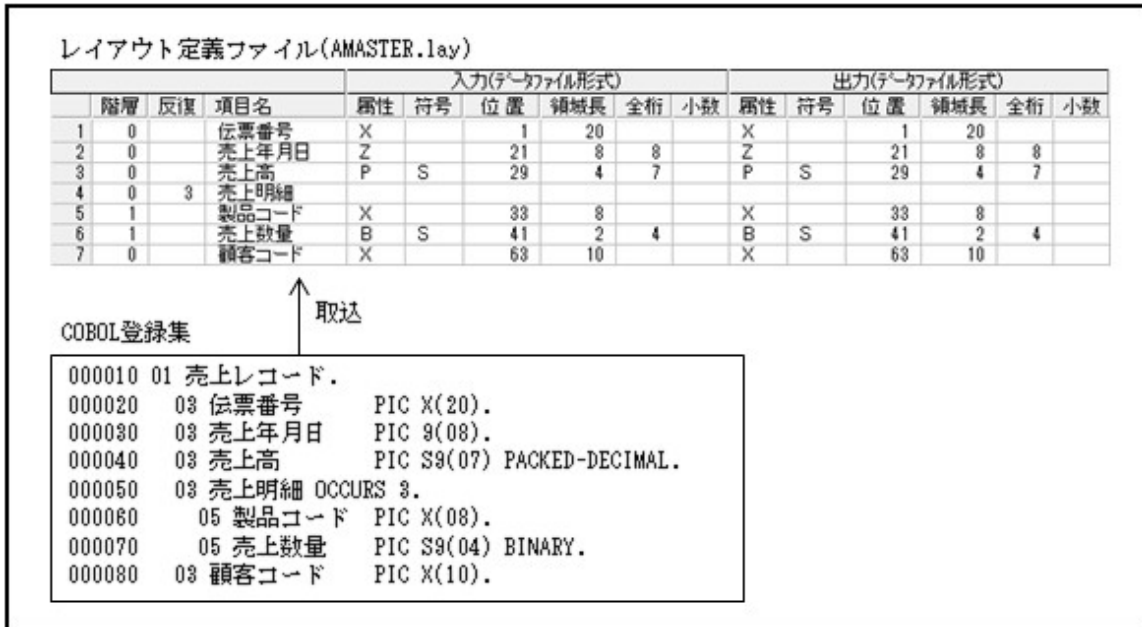 レイアウト定義ファイル(AMASTER.lay)
入力(データファイル形式) 出力(データファイル形式)
階層 反復 項目名 属性 符号 位置 領域長 全桁 小数 属性 符号 位置 領域長 全桁 小数
1 0 伝票番号 X 1 20 X 1 20
2 0 売上年月日 Z 21 8 8 Z 21 8 8
3 0 売上高 P S 29 4 7 P S 29 4 7
4 0 3 売上明細
5 1 製品コード X 33 8 X 33 8
6 1 売上数量 B S 41 2 4 B S 41 2 4
7 0 顧客コード X 63 10 X 63 10
取込
COBOL登録集
000010 01 売上レコード.
000020 03 伝票番号 PIC X(20).
000030 03 売上年月日 PIC 9(08).
000040 03 売上高 PIC S9(07) PACKED-DECIMAL.
000050 03 売上明細 OCCURS 3.
000060 05 製品コード PIC X(08).
000070 05 売上数量 PIC S9(04) BINARY.
000080 03 顧客コード PIC X(10).